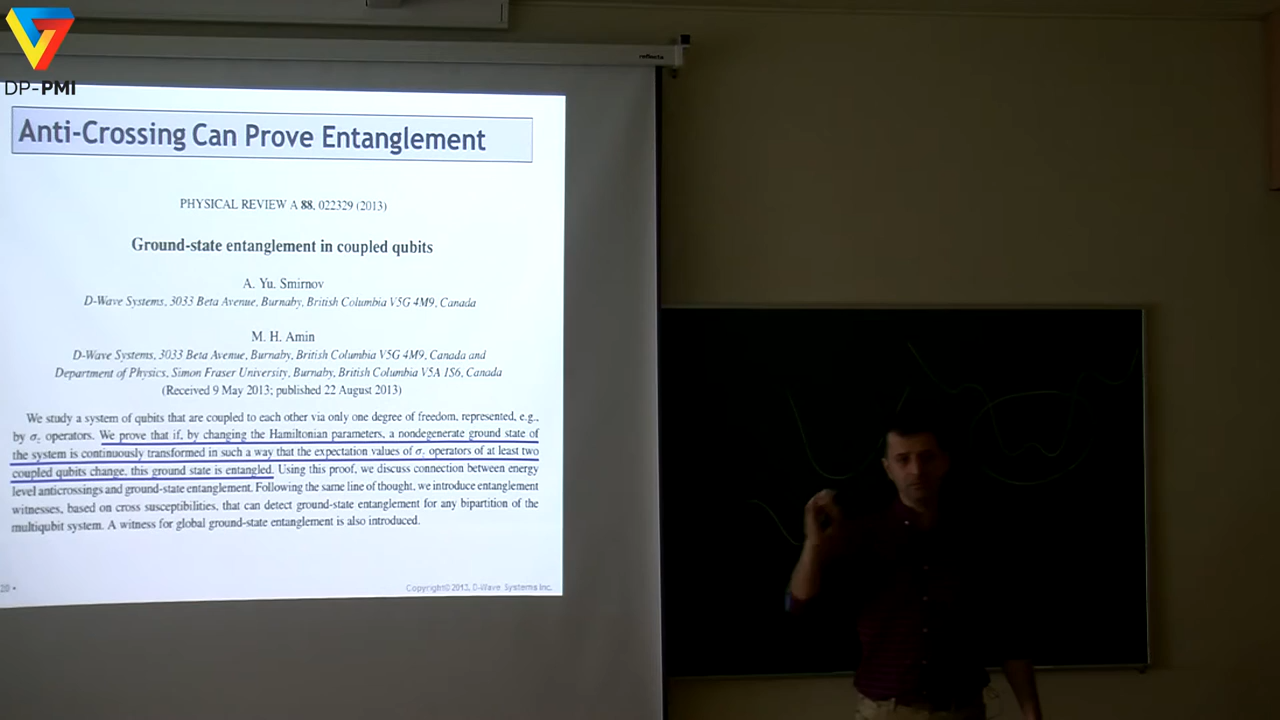 DP-PMI
reflecta
Anti-Crossing Can Prove Entanglement
PHYSICAL REVIEW A 88, 022329 (2013)
Ground-state entanglement in coupled qubits
A. Yu. Smirnov
D-Wave Systems, 3033 Beta Avenue, Burnaby, British Columbia V5G 4M9, Canada
M. H. Amin
D-Wave Systems, 3033 Beta Avenue, Burnaby, British Columbia V5G 4M9, Canada and
Department of Physics, Simon Fraser University, Burnaby, British Columbia V5A 1S6, Canada
(Received 9 May 2013; published 22 August 2013)
We study a system of qubits that are coupled to each other via only one degree of freedom, represented, e.g.,
by σz operators. We prove that if, by changing the Hamiltonian parameters, a nondegenerate ground state of
the system is continuously transformed in such a way that the expectation values of σz operators of at least two
coupled qubits change, this ground state is entangled. Using this proof, we discuss connection between energy
level anticrossings and ground-state entanglement. Following the same line of thought, we introduce entanglement
witnesses, based on cross susceptibilities, that can detect ground-state entanglement for any bipartition of the
multiqubit system. A witness for global ground-state entanglement is also introduced.
20 •
Copyright© 2013, D-Wave Systems Inc.